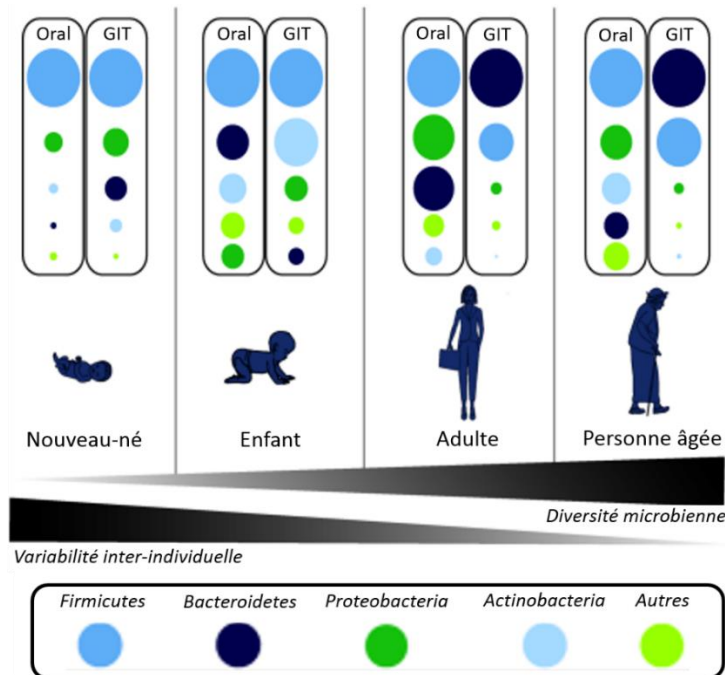 Oral GIT Oral GIT Oral GIT Oral GIT
Nouveau-né Enfant Adulte Personne âgée
Diversité microbienne
Variabilité inter-individuelle
Firmicutes Bacteroidetes Proteobacteria Actinobacteria Autres